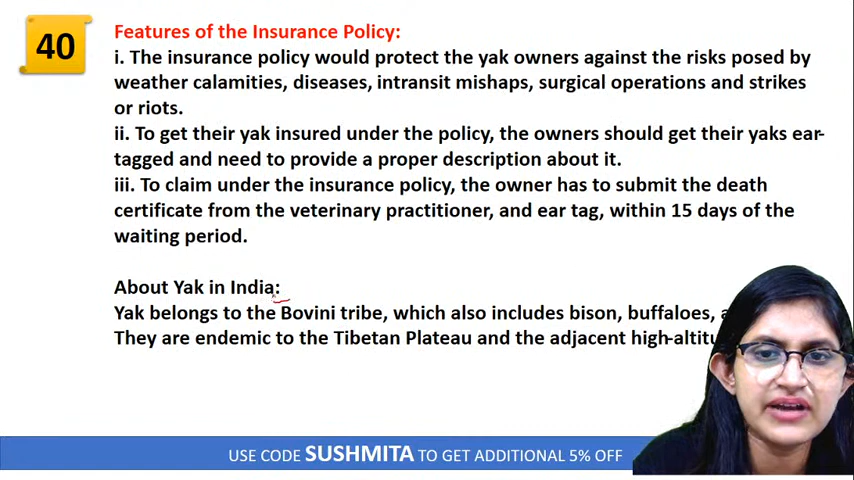 40
Features of the Insurance Policy:
i. The insurance policy would protect the yak owners against the risks posed by
weather calamities, diseases, intransit mishaps, surgical operations and strikes
or riots.
ii. To get their yak insured under the policy, the owners should get their yaks ear-
tagged and need to provide a proper description about it.
iii. To claim under the insurance policy, the owner has to submit the death
certificate from the veterinary practitioner, and ear tag, within 15 days of the
waiting period.
About Yak in India:
Yak belongs to the Bovini tribe, which also includes bison, buffaloes,
They are endemic to the Tibetan Plateau and the adjacent
USE CODE SUSHMITA TO GET ADDITIONAL 5% OFF